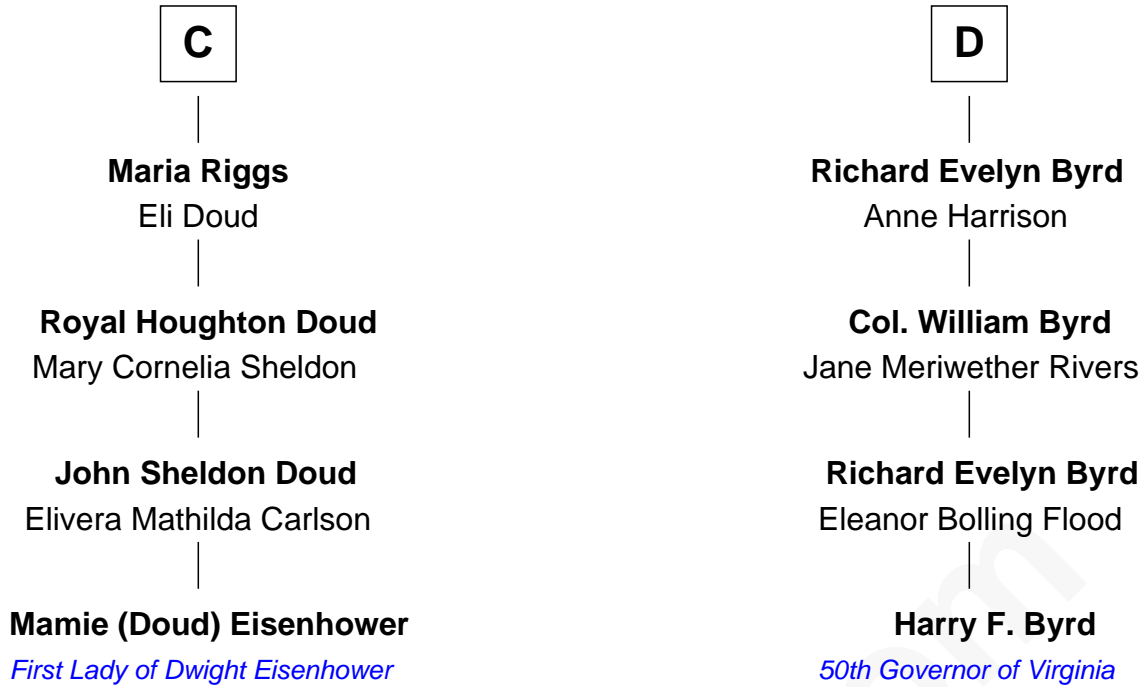 C
Maria Riggs
Eli Doud
Royal Houghton Doud
Mary Cornelia Sheldon
John Sheldon Doud
Elivera Mathilda Carlson
Mamie (Doud) Eisenhower
First Lady of Dwight Eisenhower
D
Richard Evelyn Byrd
Anne Harrison
Col. William Byrd
Jane Meriwether Rivers
Richard Evelyn Byrd
Eleanor Bolling Flood
Harry F. Byrd
50th Governor of Virginia